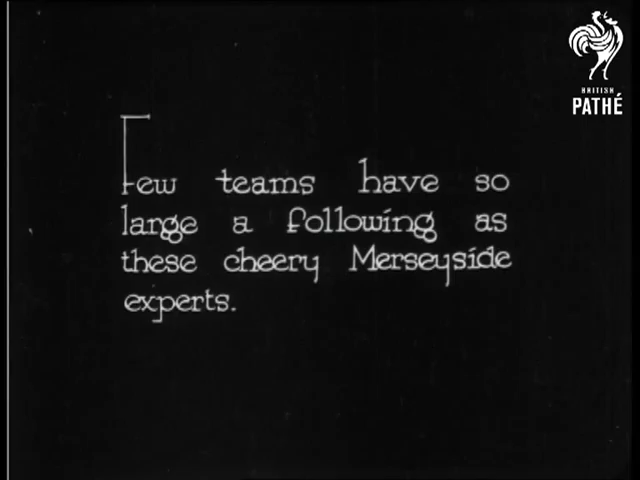 BRITISH
PATHÉ
Few teams have so
large a following as
these cheery Merseyside
experts.